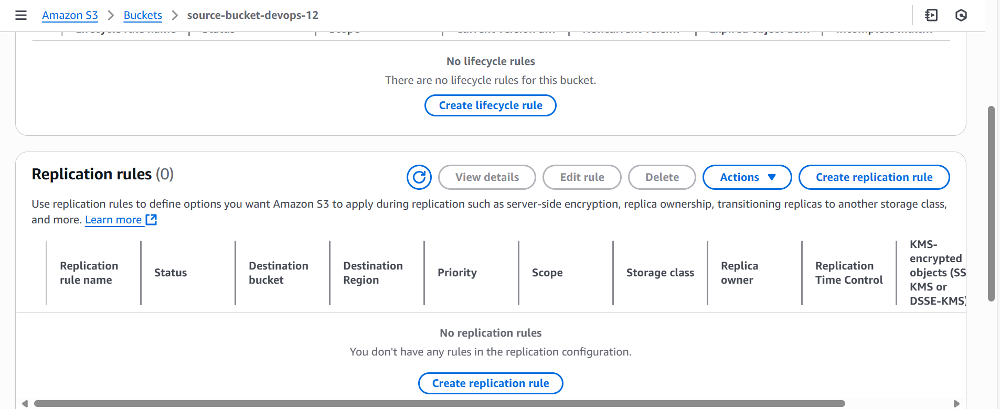 Amazon S3 > Buckets > source-bucket-devops-12
Lifecycle rule name Status Scope
No lifecycle rules
There are no lifecycle rules for this bucket.
Create lifecycle rule
Replication rules (0)
View details Edit rule Delete Actions Create replication rule
Use replication rules to define options you want Amazon S3 to apply during replication such as server-side encryption, replica ownership, transitioning replicas to another storage class,
and more. Learn more
Replication rule name
Status
Destination bucket
Destination Region
Priority
Scope
Storage class
Replica owner
Replication Time Control
KMS-
encrypted
objects (SS
KMS or
DSSE-KMS)
No replication rules
You don't have any rules in the replication configuration.
Create replication rule